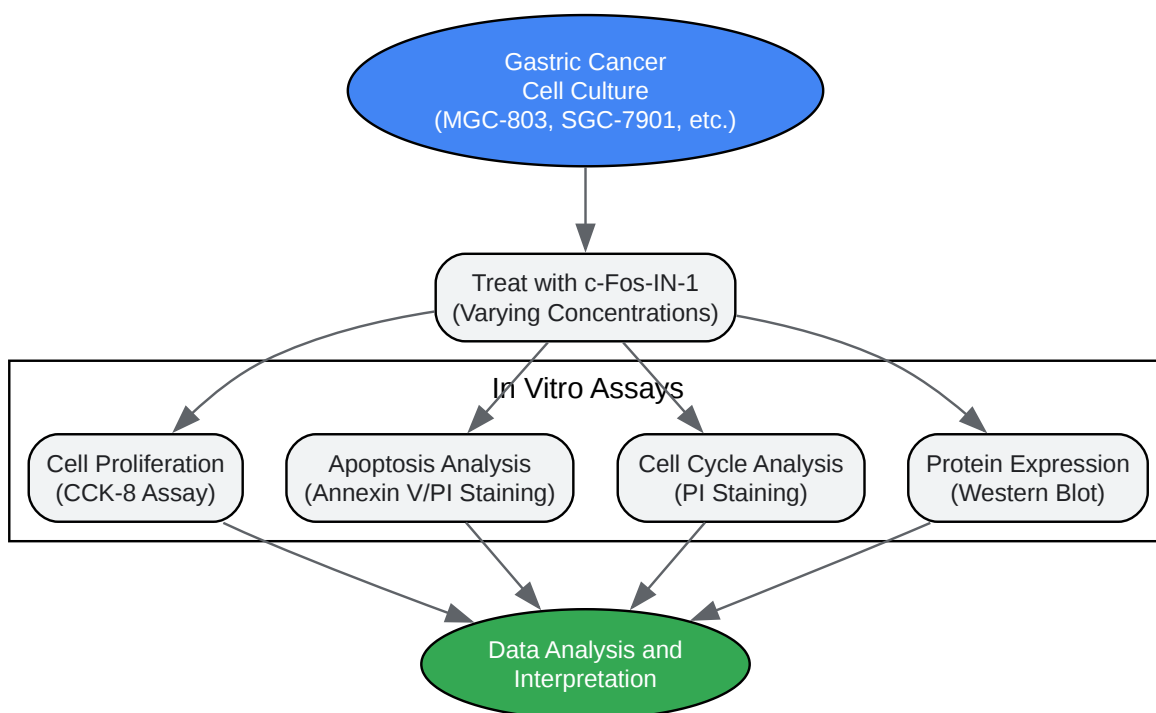 Gastric Cancer
Cell Culture
(MGC-803, SGC-7901, etc.)
Treat with c-Fos-IN-1
(Varying Concentrations)
In Vitro Assays
Cell Proliferation
(CCK-8 Assay)
Apoptosis Analysis
(Annexin V/PI Staining)
Cell Cycle Analysis
(PI Staining)
Protein Expression
(Western Blot)
Data Analysis and
Interpretation